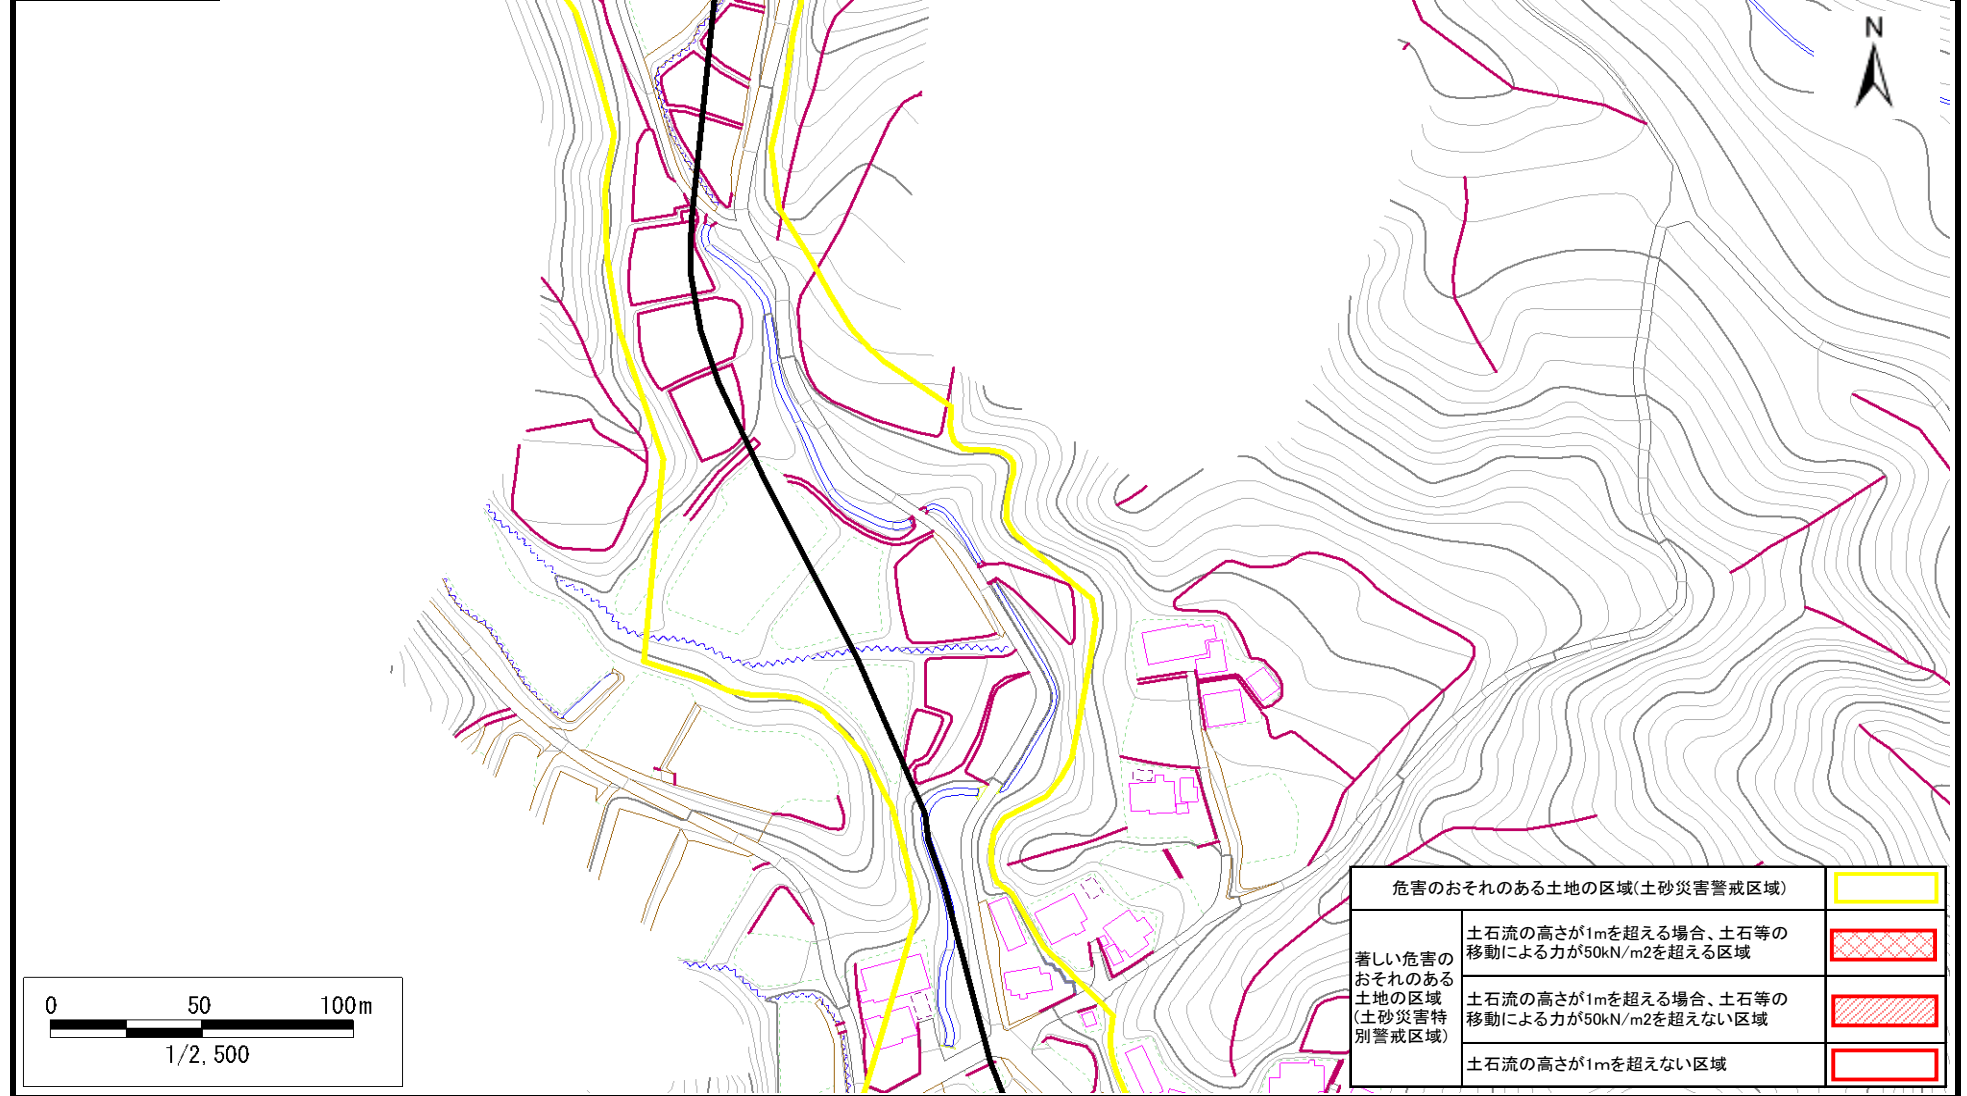 N
危害のおそれのある土地の区域(土砂災害警戒区域)
著しい危害の
おそれのある
土地の区域
(土砂災害特
別警戒区域)
土石流の高さが1mを超える場合、土石等の
移動による力が50kN/m2を超える区域
土石流の高さが1mを超える場合、土石等の
移動による力が50kN/m2を超えない区域
土石流の高さが1mを超えない区域
0 50 100m
1/2,500